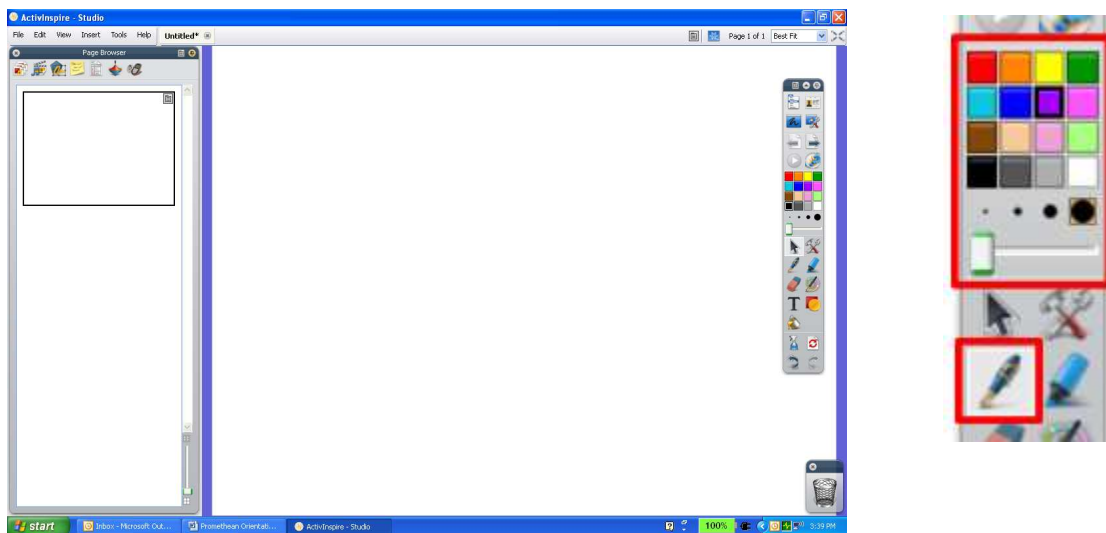 ActivInspire - Studio
File Edit View Insert Tools Help Untitled*
Page 1 of 1 Best Fit
Page Browser
T
start Inbox - Microsoft Out... Promethean Orientati... ActivInspire - Studio 100% 3:39 PM